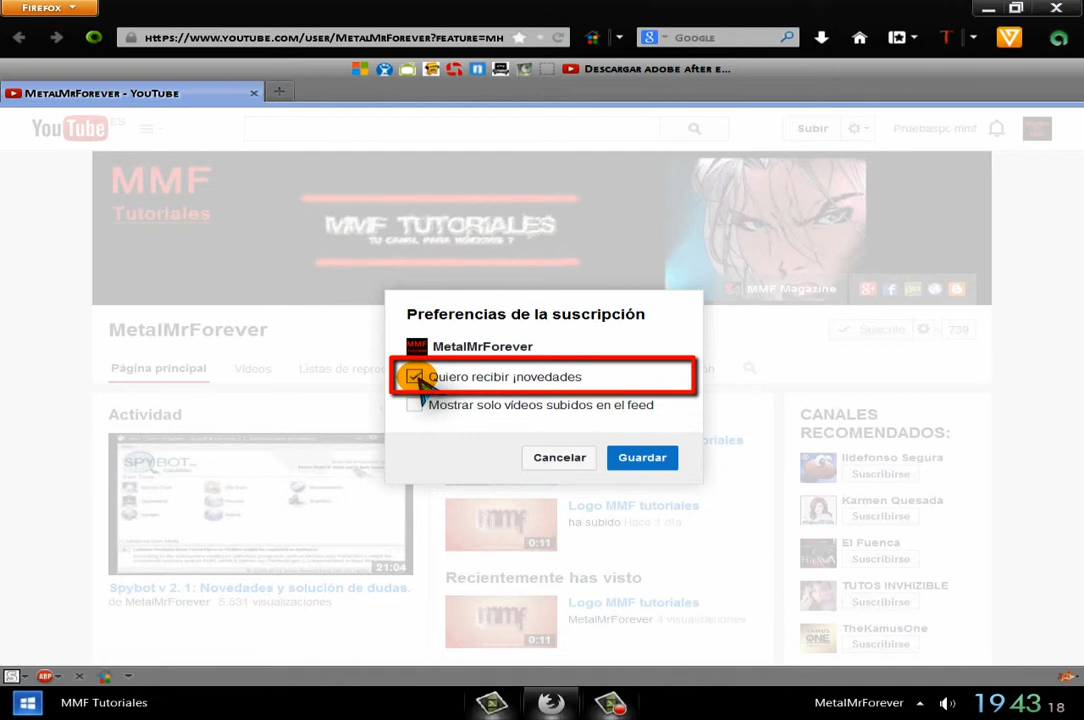 FIREFOX
HTTPS://WWW.YOUTUBE.COM/USER/METALMRFOREVER?FEATURE=MH
GOOGLE
DESCARGAR ADOBE AFTER E...
METALMRFOREVER - YOUTUBE
YouTube ES
Subir
Pruebaspc-mmf
MMF
Tutoriales
MMF TUTORIALES
TU CANAL PARA WINDOWS 7
MMF Magazine
MetalMrForever
Suscrito
739
Página principal
Vídeos
Listas de repro
Preferencias de la suscripción
MMF
MetalMrForever
Quiero recibir ¡novedades
Mostrar solo vídeos subidos en el feed
Cancelar
Guardar
Actividad
SPYBOT
21:04
Spybot v 2. 1: Novedades y solución de dudas.
de MetalMrForever 5.831 visualizaciones
mmf
0:11
Logo MMF tutoriales
ha subido Hace 1 día
Recientemente has visto
mmf
0:11
Logo MMF tutoriales
MetalMrForever 4 visualizaciones
CANALES
RECOMENDADOS:
Ildefonso Segura
Suscribirse
Karmen Quesada
Suscribirse
El Fuenca
Suscribirse
TUTOS INVHIZIBLE
Suscribirse
TheKamusOne
Suscribirse
ABP
MMF Tutoriales
MetalMrForever
19:43 18